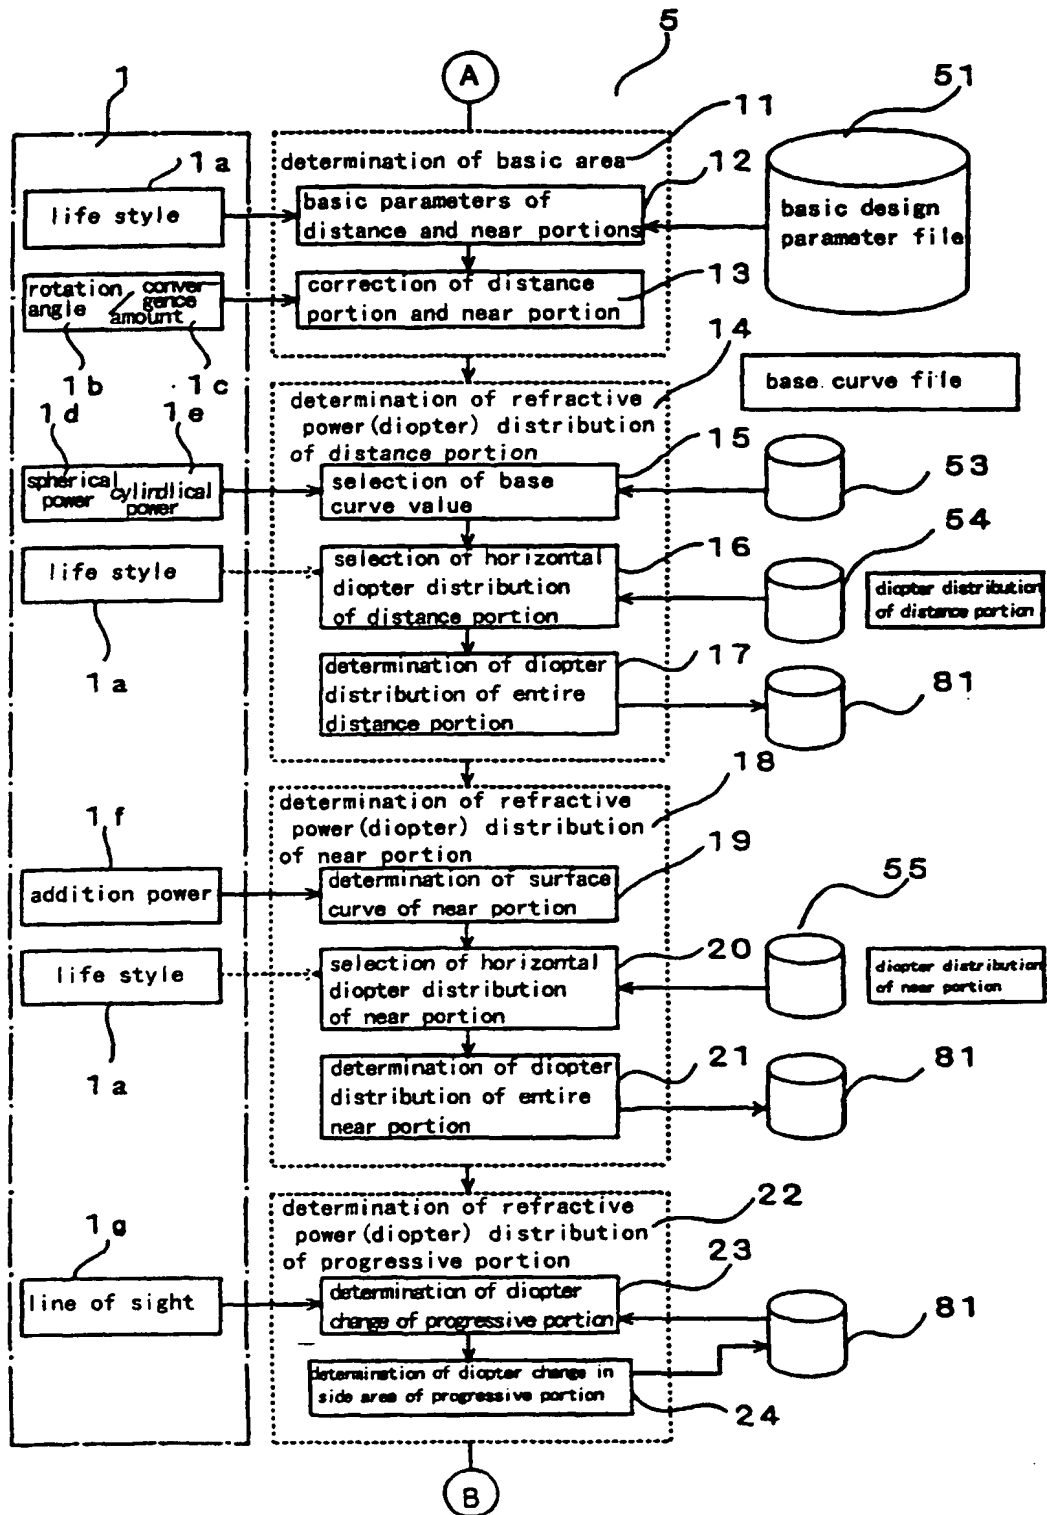 5
A
1
51
11
determination of basic area
1a
12
life style
basic parameters of
distance and near portions
basic design
parameter file
13
rotation
angle
conver-
gence
amount
correction of distance
portion and near portion
14
1b
1c
base curve file
1d
1e
determination of refractive
power(diopter) distribution
of distance portion
15
spherical
power
cylindlical
power
selection of base
curve value
53
54
16
life style
selection of horizontal
diopter distribution
of distance portion
diopter distribution
of distance portion
17
1a
determination of diopter
distribution of entire
distance portion
81
18
determination of refractive
power(diopter) distribution
of near portion
1f
19
addition power
determination of surface
curve of near portion
55
20
life style
selection of horizontal
diopter distribution
of near portion
diopter distribution
of near portion
21
1a
determination of diopter
distribution of entire
near portion
81
22
determination of refractive
power(diopter) distribution
of progressive portion
1g
23
line of sight
determination of diopter
change of progressive portion
81
determination of diopter change in
side area of progressive portion
24
B